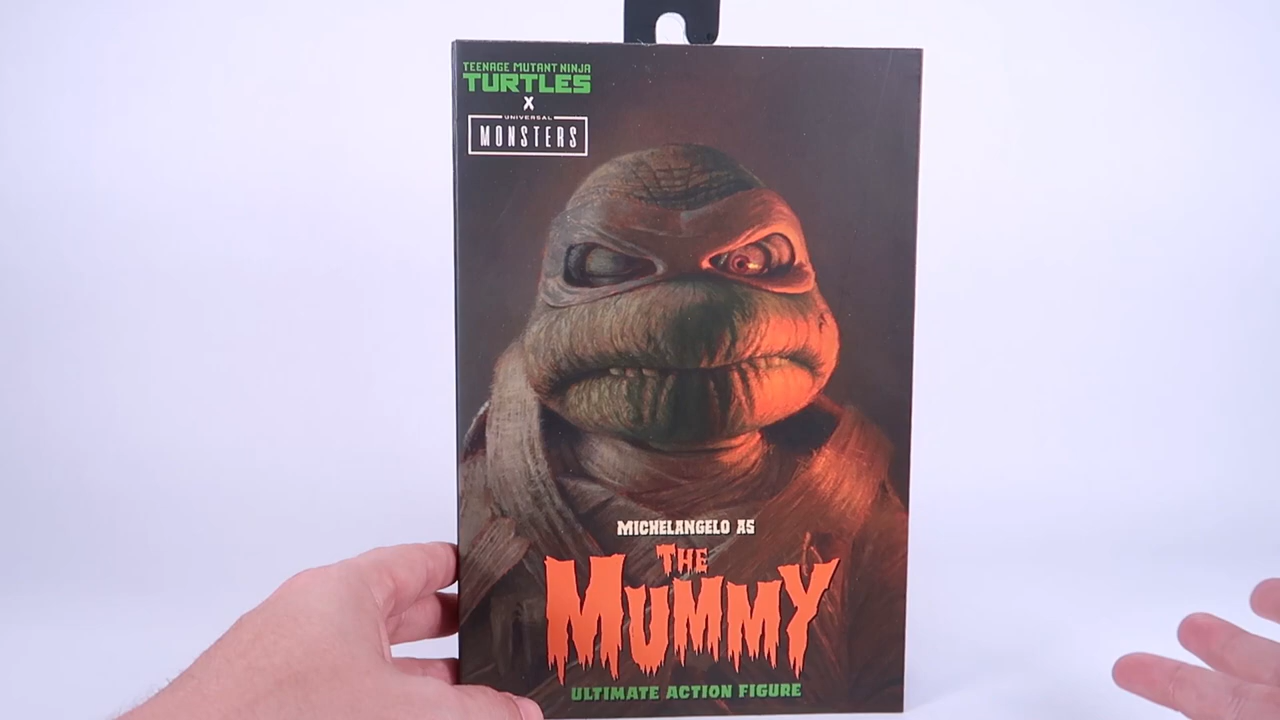 TEENAGE MUTANT NINJA
TURTLES
X
UNIVERSAL
MONSTERS
MICHELANGELO AS
THE
MUMMY
ULTIMATE ACTION FIGURE